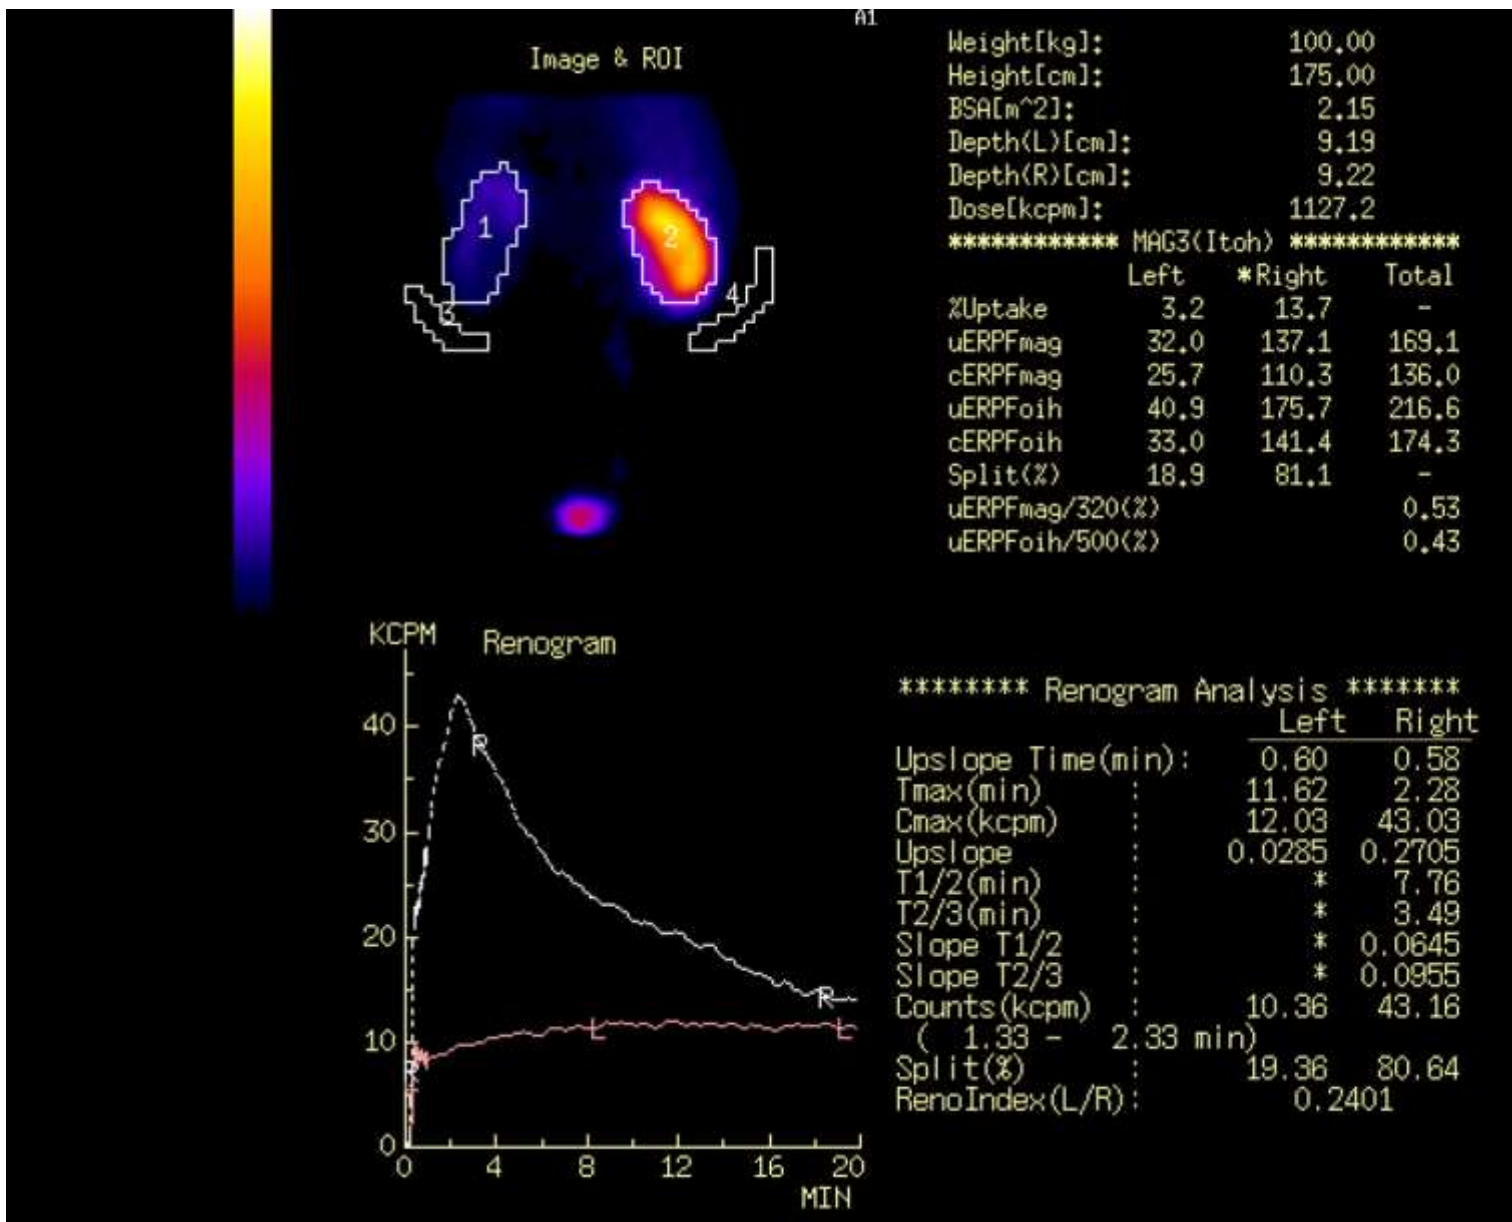 A1
Image & ROI
1
2
3
4
Weight[kg]: 100.00
Height[cm]: 175.00
BSA[m^2]: 2.15
Depth(L)[cm]: 9.19
Depth(R)[cm]: 9.22
Dose[kcpm]: 1127.2
************ MAG3(Itoh) ************
Left *Right Total
%Uptake 3.2 13.7 -
uERPFmag 32.0 137.1 169.1
cERPFmag 25.7 110.3 136.0
uERPFoih 40.9 175.7 216.6
cERPFoih 33.0 141.4 174.3
Split(%) 18.9 81.1 -
uERPFmag/320(%) 0.53
uERPFoih/500(%) 0.43
KCPM Renogram
40
30
20
10
0
R
R
L
L
0 4 8 12 16 20
MIN
******** Renogram Analysis *******
Left Right
Upslope Time(min): 0.60 0.58
Tmax(min) : 11.62 2.28
Cmax(kcpm) : 12.03 43.03
Upslope : 0.0285 0.2705
T1/2(min) : * 7.76
T2/3(min) : * 3.49
Slope T1/2 : * 0.0645
Slope T2/3 : * 0.0955
Counts(kcpm) : 10.36 43.16
( 1.33 - 2.33 min)
Split(%) : 19.36 80.64
RenoIndex(L/R): 0.2401